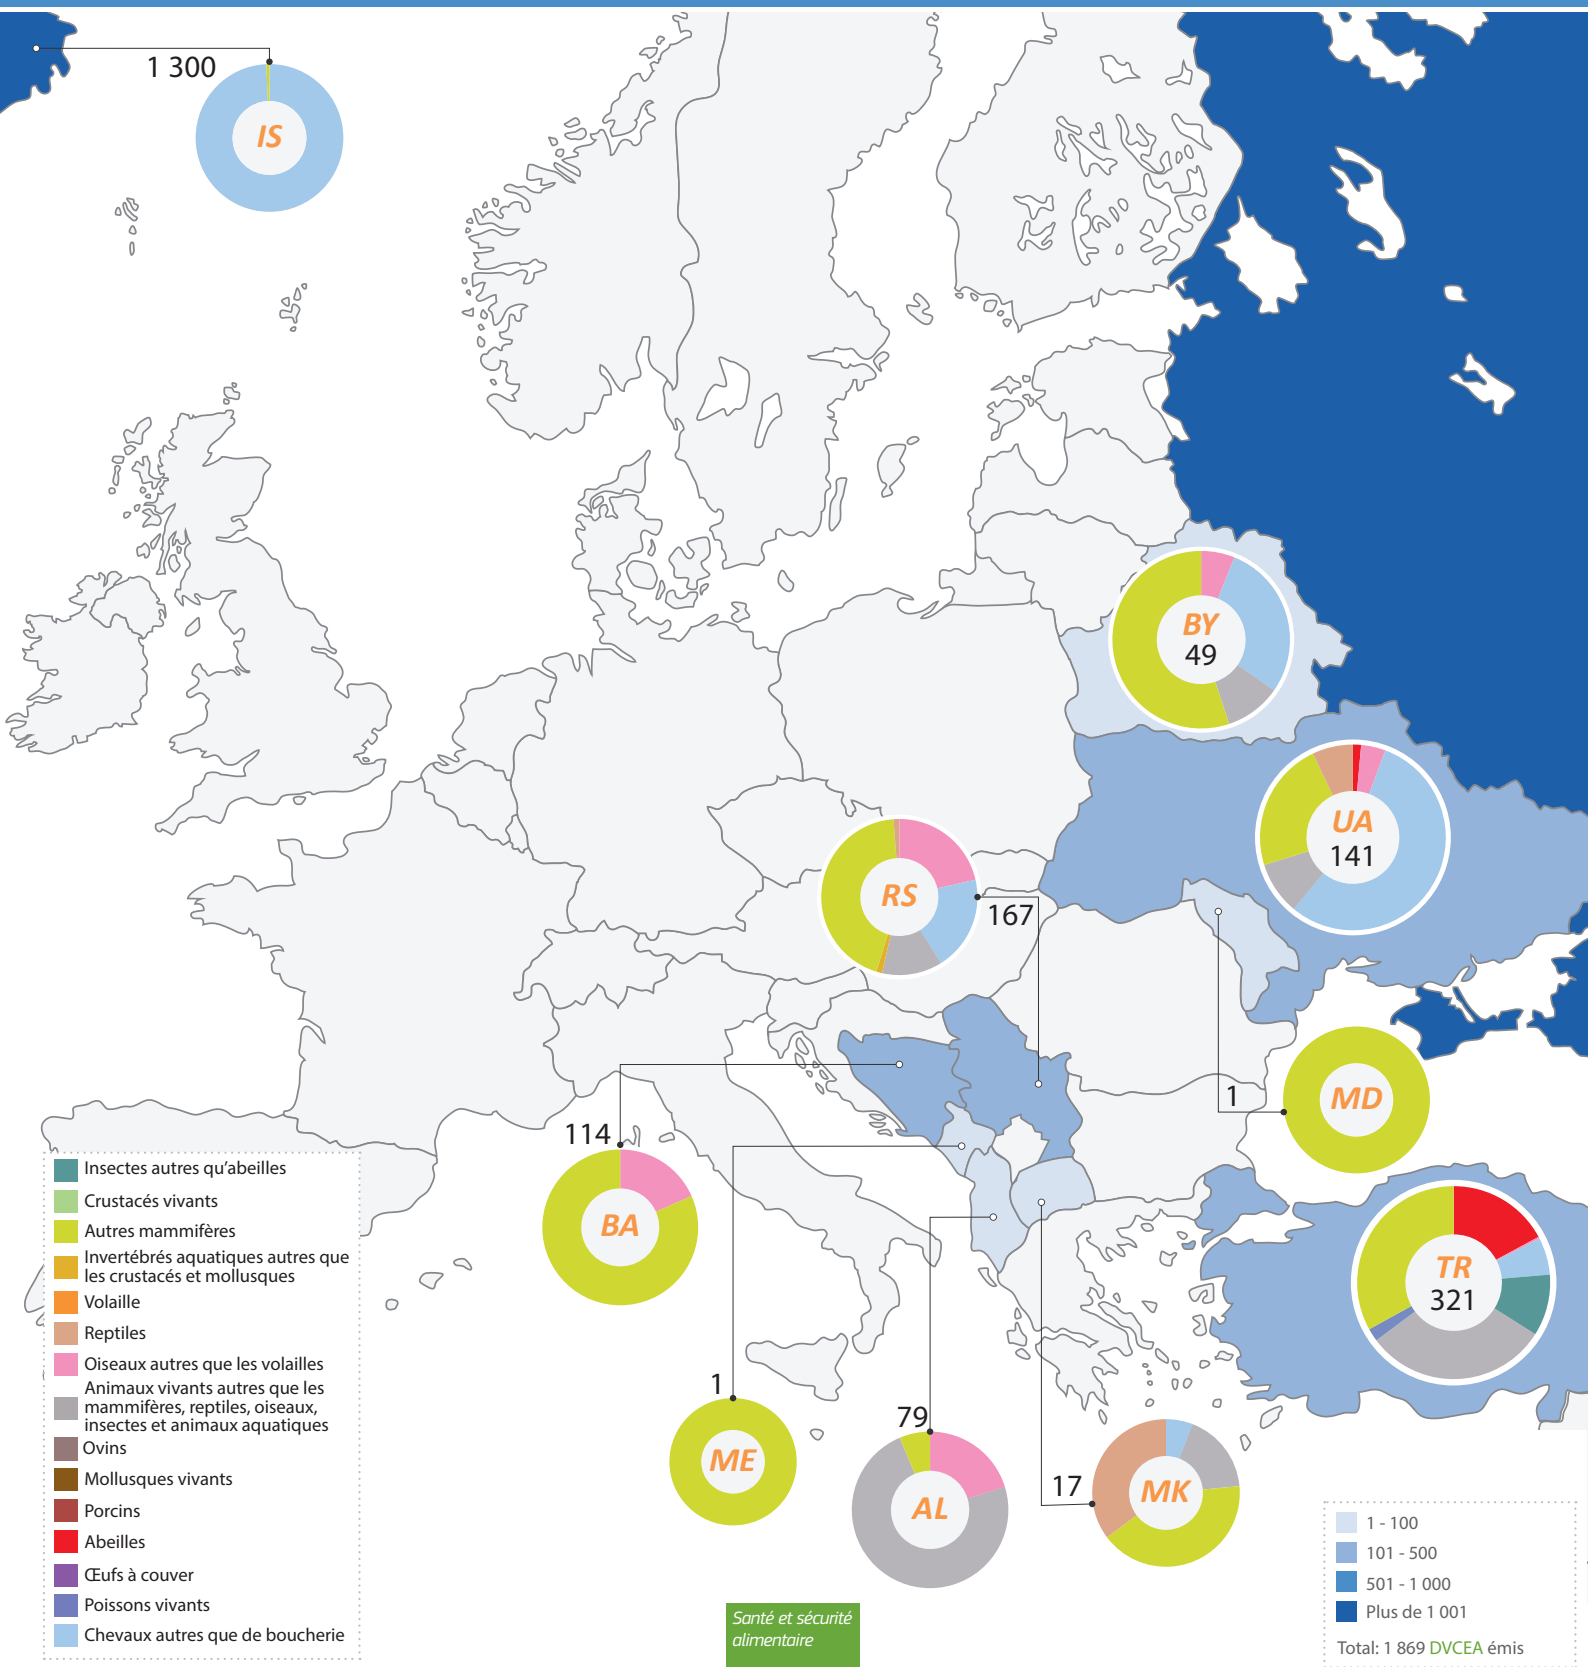 1 300
IS
BY
49
UA
141
RS
167
1
MD
114
BA
TR
321
1
ME
79
AL
17
MK
Insectes autres qu'abeilles
Crustacés vivants
Autres mammifères
Invertébrés aquatiques autres que
les crustacés et mollusques
Volaille
Reptiles
Oiseaux autres que les volailles
Animaux vivants autres que les
mammifères, reptiles, oiseaux,
insectes et animaux aquatiques
Ovins
Mollusques vivants
Porcins
Abeilles
Œufs à couver
Poissons vivants
Chevaux autres que de boucherie
Santé et sécurité
alimentaire
1 - 100
101 - 500
501 - 1 000
Plus de 1 001
Total: 1 869 DVCEA émis